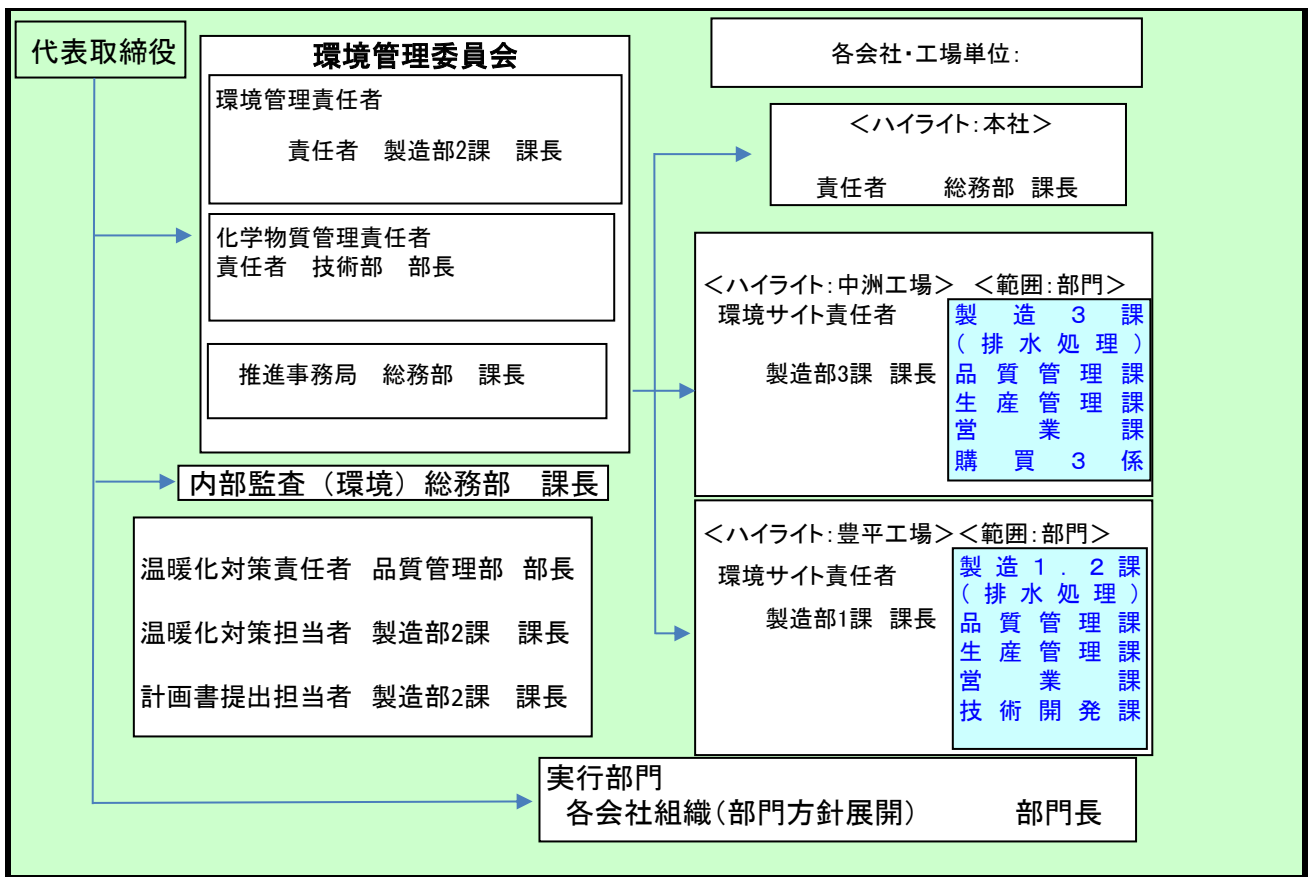 代表取締役
環境管理委員会
環境管理責任者
責任者　製造部2課　課長
化学物質管理責任者
責任者　技術部　部長
推進事務局　総務部　課長
内部監査（環境）総務部　課長
温暖化対策責任者　品質管理部　部長
温暖化対策担当者　製造部2課　課長
計画書提出担当者　製造部2課　課長
各会社・工場単位：
＜ハイライト：本社＞
責任者　　総務部　課長
＜ハイライト：中洲工場＞　＜範囲：部門＞
環境サイト責任者
製造部3課　課長
製造３課
（排水処理）
品質管理課
生産管理課
営業課
購買３係
＜ハイライト：豊平工場＞＜範囲：部門＞
環境サイト責任者
製造部1課　課長
製造１．２課
（排水処理）
品質管理課
生産管理課
営業課
技術開発課
実行部門
各会社組織（部門方針展開）　　部門長